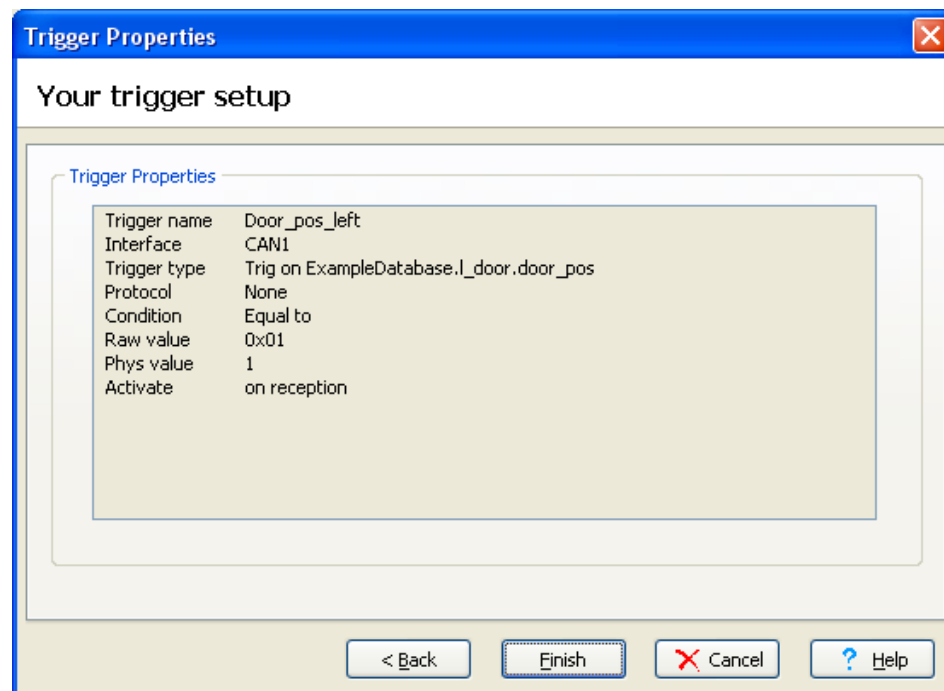 Trigger Properties
Your trigger setup
Trigger Properties
Trigger name Door_pos_left
Interface CAN1
Trigger type Trig on ExampleDatabase.l_door.door_pos
Protocol None
Condition Equal to
Raw value 0x01
Phys value 1
Activate on reception
< Back Finish Cancel ? Help